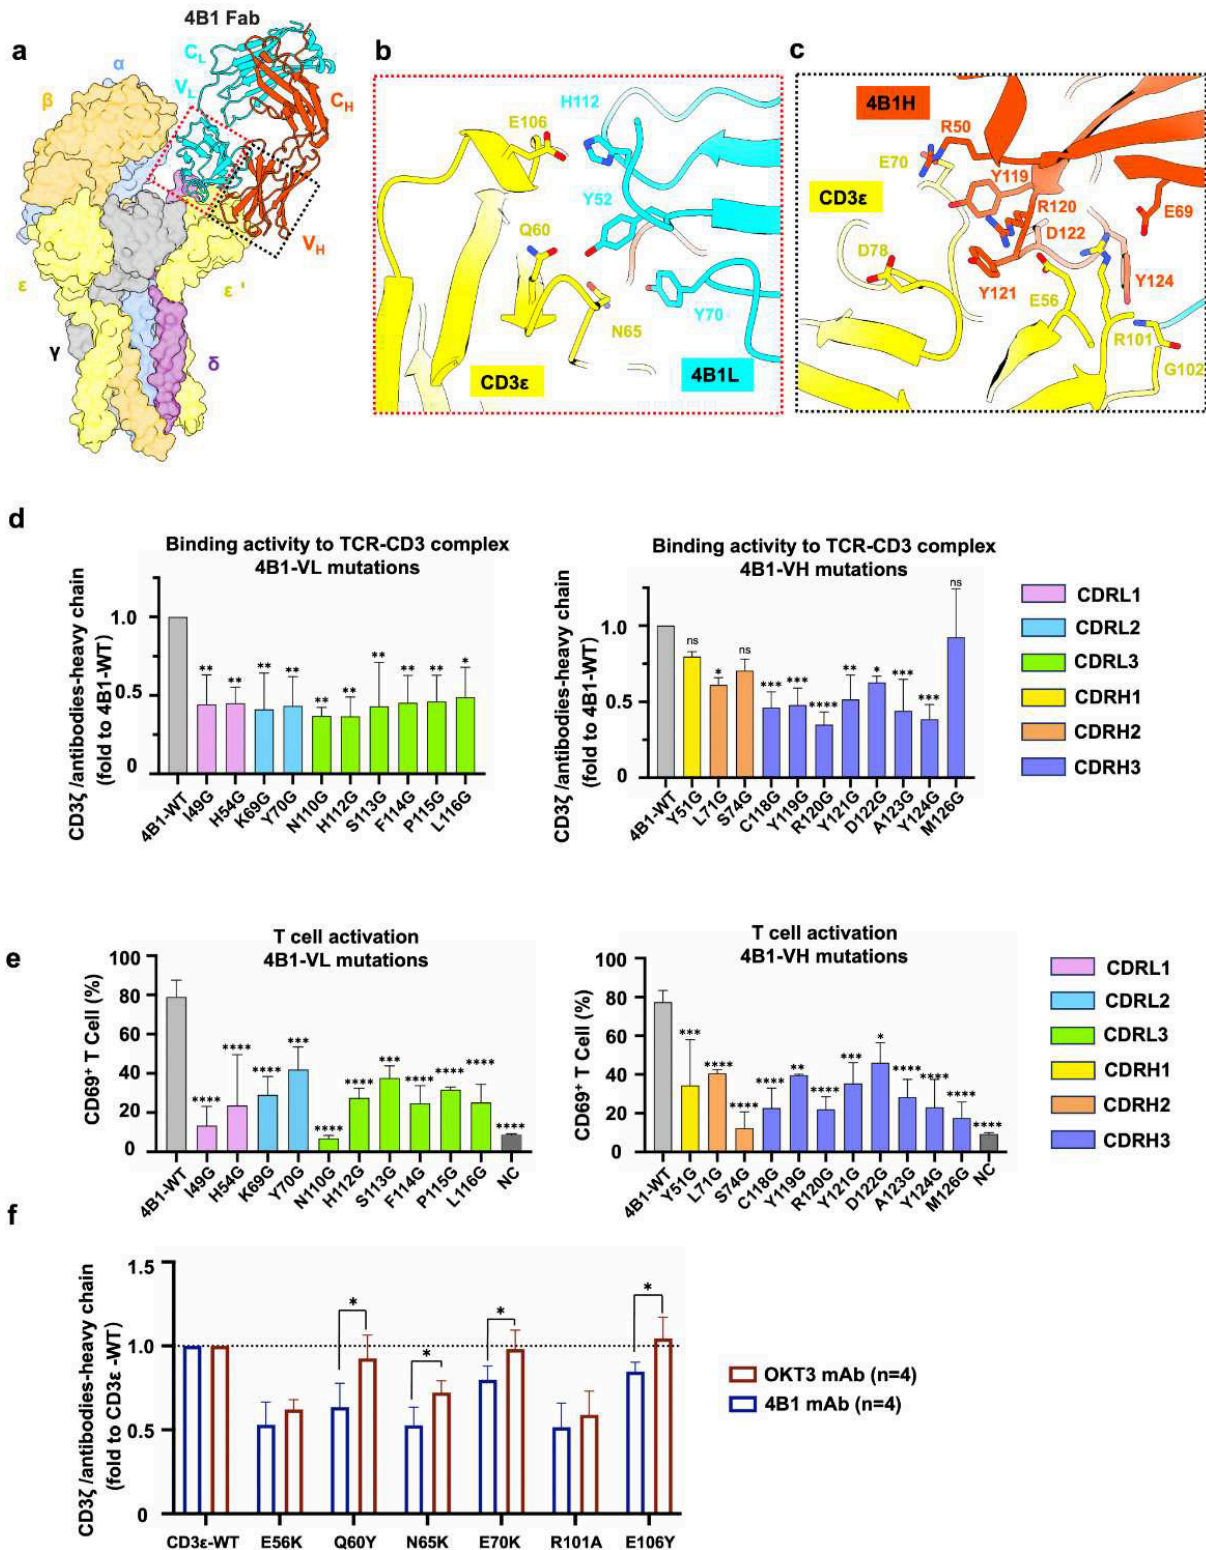 a
4B1 Fab
α
β
C_L
V_L
C_H
V_H
ε
ε '
γ
δ
b
H112
E106
Y52
Q60
Y70
N65
CD3ε
4B1L
c
4B1H
R50
E70
Y119
CD3ε
R120
E69
D122
D78
Y121
E56
Y124
R101
G102
d
Binding activity to TCR-CD3 complex
4B1-VL mutations
CD3ζ /antibodies-heavy chain
(fold to 4B1-WT)
1.0
0.5
0
** ** ** ** ** ** ** ** ** *
4B1-WT I49G H54G K69G Y70G N110G H112G S113G F114G P115G L116G
Binding activity to TCR-CD3 complex
4B1-VH mutations
CD3ζ /antibodies-heavy chain
(fold to 4B1-WT)
1.0
0.5
0
ns * ns *** *** **** ** * *** *** ns
4B1-WT Y51G L71G S74G C118G Y119G R120G Y121G D122G A123G Y124G M126G
CDRL1
CDRL2
CDRL3
CDRH1
CDRH2
CDRH3
e
T cell activation
4B1-VL mutations
CD69⁺ T Cell (%)
100
80
60
40
20
0
**** **** **** *** **** **** *** **** **** **** ****
4B1-WT I49G H54G K69G Y70G N110G H112G S113G F114G P115G L116G NC
T cell activation
4B1-VH mutations
CD69⁺ T Cell (%)
100
80
60
40
20
0
*** **** **** **** ** **** *** * **** **** **** ****
4B1-WT Y51G L71G S74G C118G Y119G R120G Y121G D122G A123G Y124G M126G NC
CDRL1
CDRL2
CDRL3
CDRH1
CDRH2
CDRH3
f
CD3ζ /antibodies-heavy chain
(fold to CD3ε -WT)
1.5
1.0
0.5
0
* * * *
CD3ε-WT E56K Q60Y N65K E70K R101A E106Y
OKT3 mAb (n=4)
4B1 mAb (n=4)